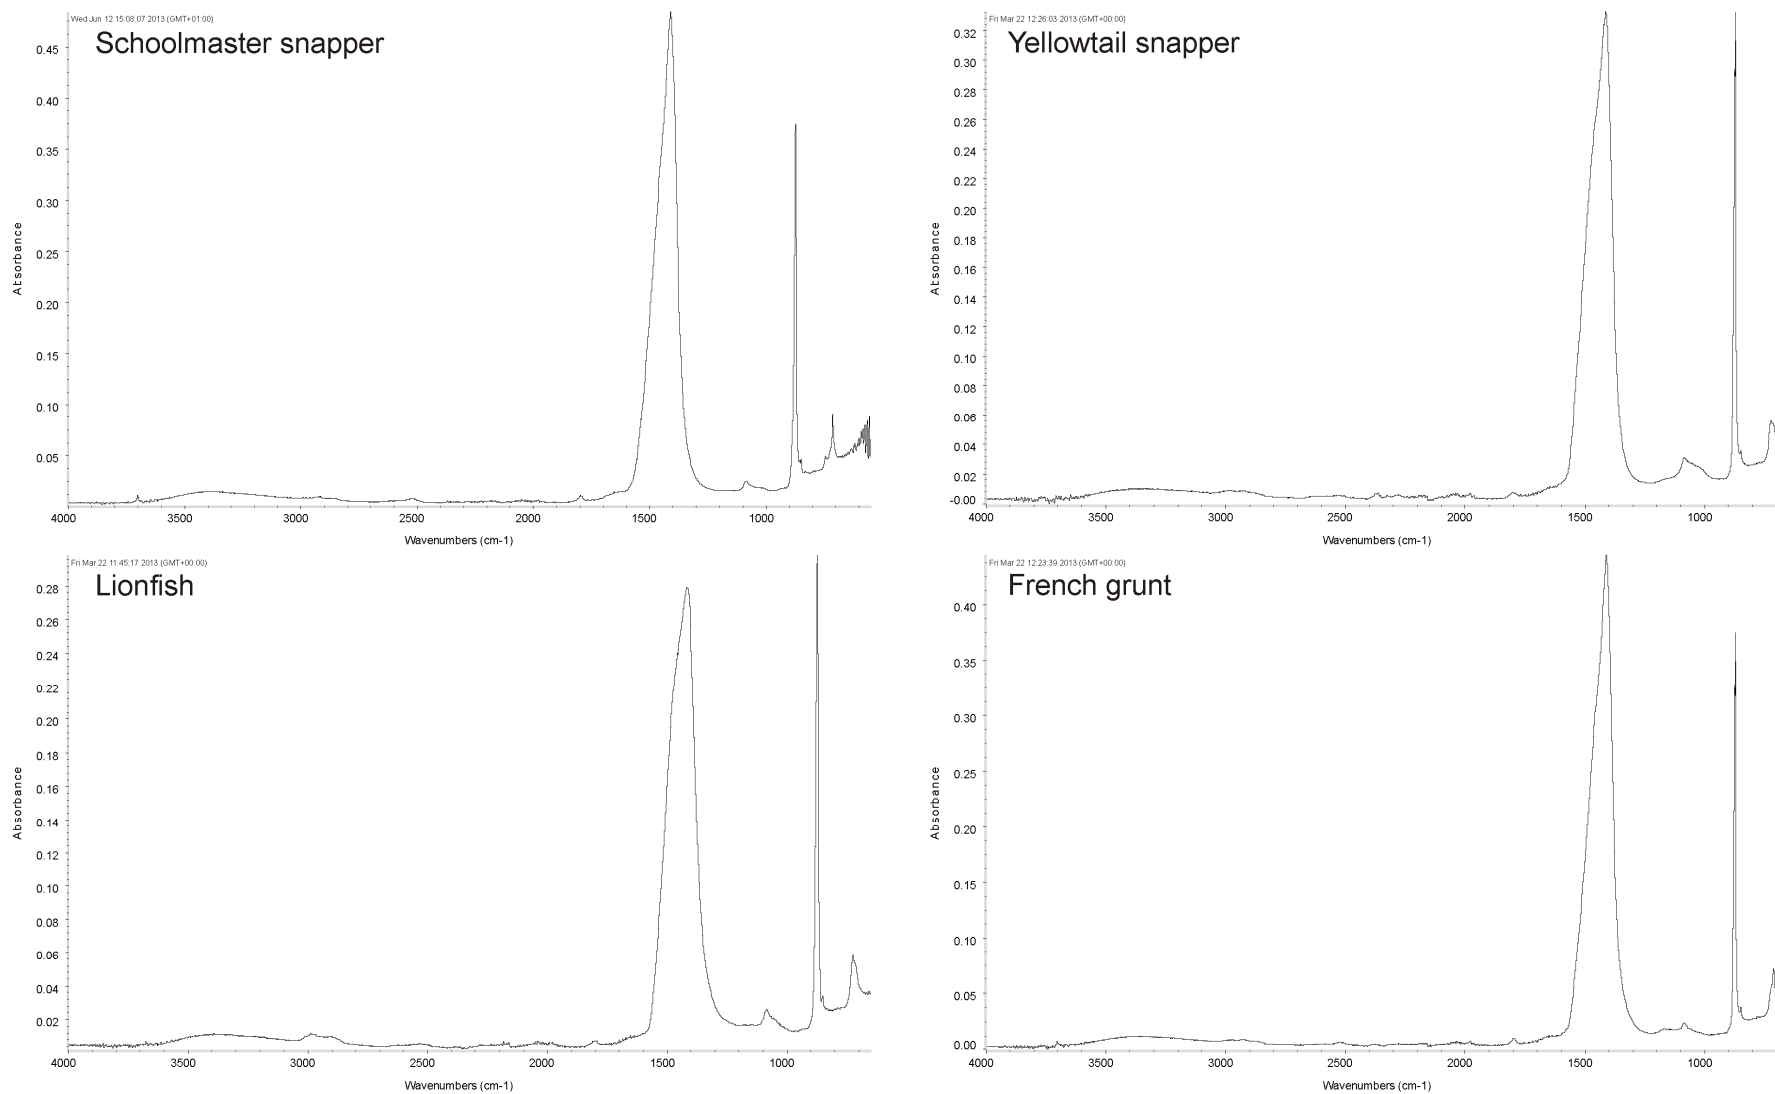 Wed Jun 12 15:08:07 2013 (GMT+01:00)
Schoolmaster snapper
0.45
0.40
0.35
0.30
0.25
0.20
0.15
0.10
0.05
Absorbance
4000 3500 3000 2500 2000 1500 1000
Wavenumbers (cm-1)
Fri Mar 22 12:26:03 2013 (GMT+00:00)
Yellowtail snapper
0.32
0.30
0.28
0.26
0.24
0.22
0.20
0.18
0.16
0.14
0.12
0.10
0.08
0.06
0.04
0.02
-0.00
Absorbance
4000 3500 3000 2500 2000 1500 1000
Wavenumbers (cm-1)
Fri Mar 22 11:45:17 2013 (GMT+00:00)
Lionfish
0.28
0.26
0.24
0.22
0.20
0.18
0.16
0.14
0.12
0.10
0.08
0.06
0.04
0.02
Absorbance
4000 3500 3000 2500 2000 1500 1000
Wavenumbers (cm-1)
Fri Mar 22 12:23:39 2013 (GMT+00:00)
French grunt
0.40
0.35
0.30
0.25
0.20
0.15
0.10
0.05
0.00
Absorbance
4000 3500 3000 2500 2000 1500 1000
Wavenumbers (cm-1)